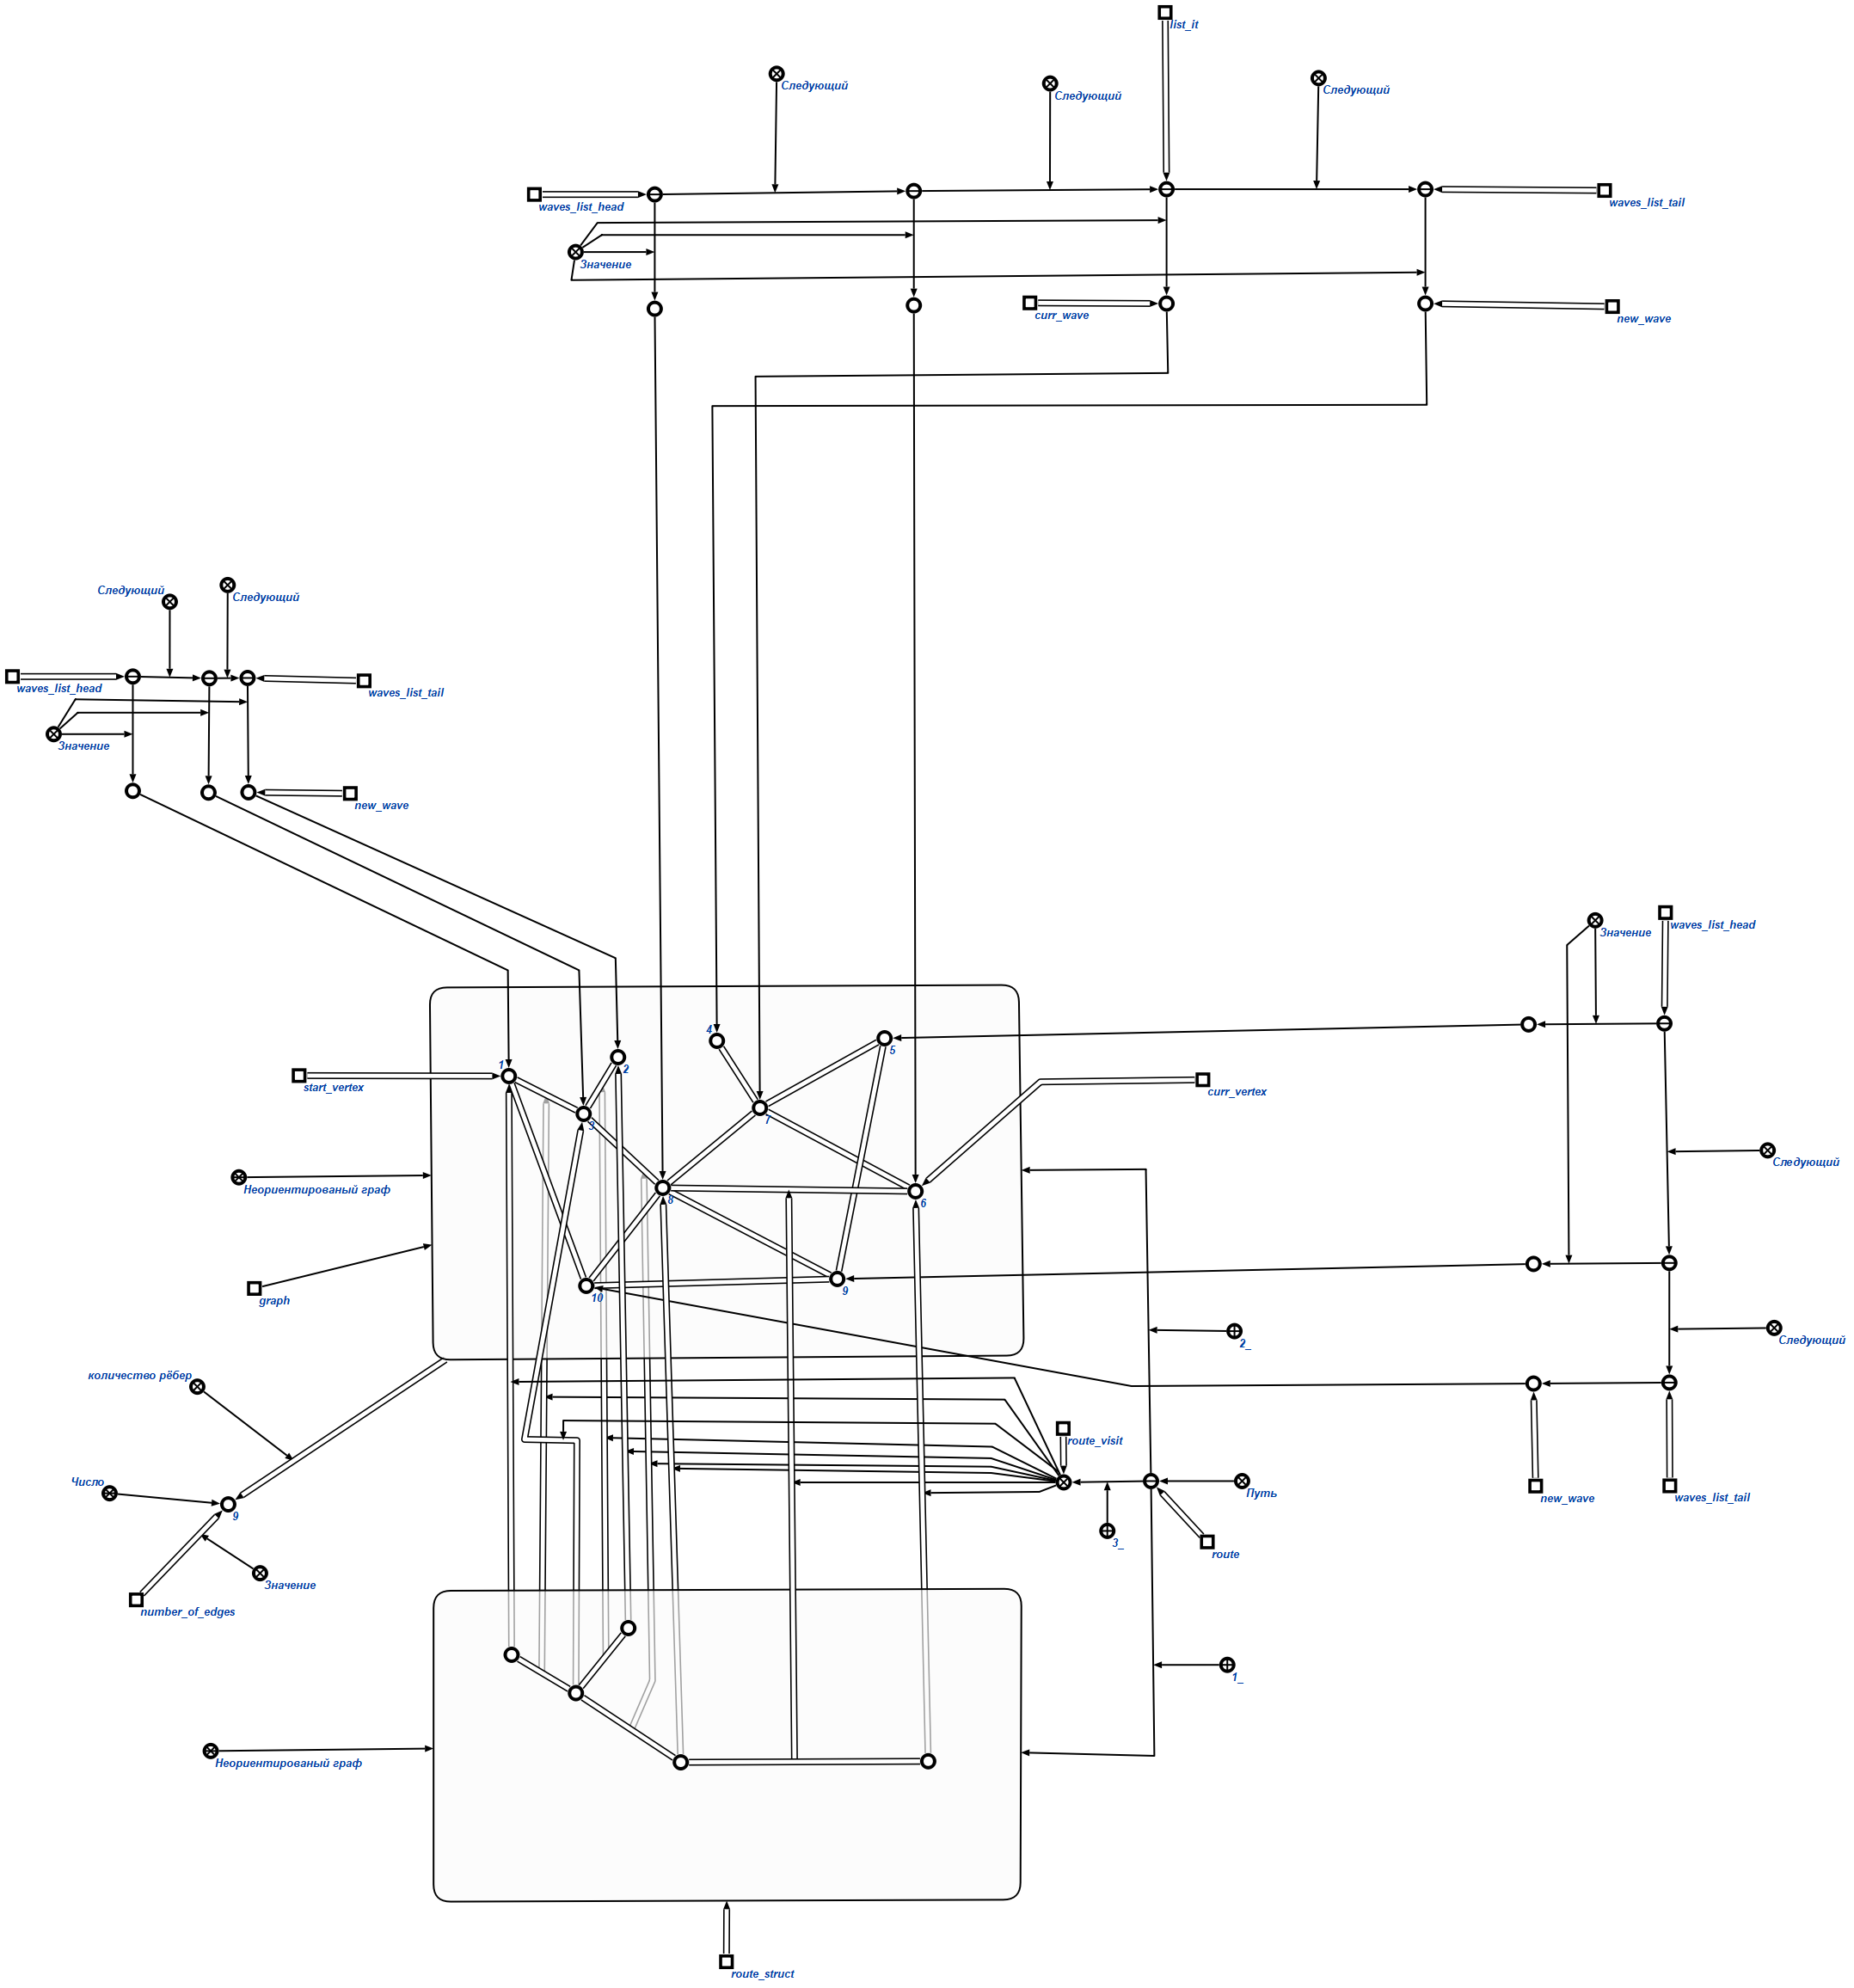 list_it
Следующий
Следующий
Следующий
waves_list_head
waves_list_tail
Значение
curr_wave
new_wave
Следующий
Следующий
waves_list_head
waves_list_tail
Значение
new_wave
Значение
waves_list_head
4
5
1
2
start_vertex
curr_vertex
3
7
Следующий
Неориентированый граф
8
6
graph
10
9
2_
Следующий
количество рёбер
route_visit
Число
Путь
new_wave
waves_list_tail
9
3_
route
Значение
number_of_edges
1_
Неориентированый граф
route_struct